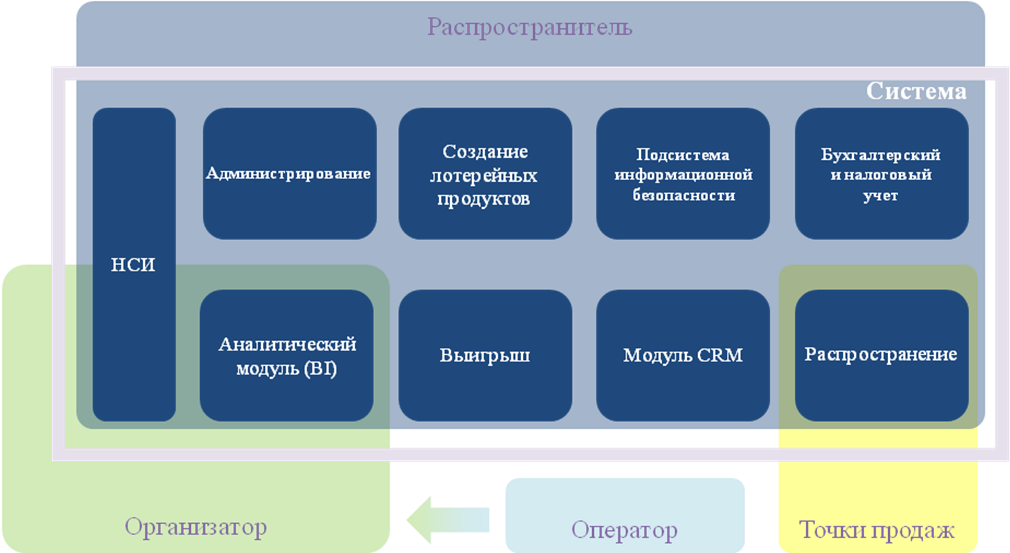 Распространитель
Система
НСИ
Администрирование
Создание
лотерейных
продуктов
Подсистема
информационной
безопасности
Бухгалтерский
и налоговый
учет
Аналитический
модуль (BI)
Выигрыш
Модуль CRM
Распространение
Организатор
Оператор
Точки продаж